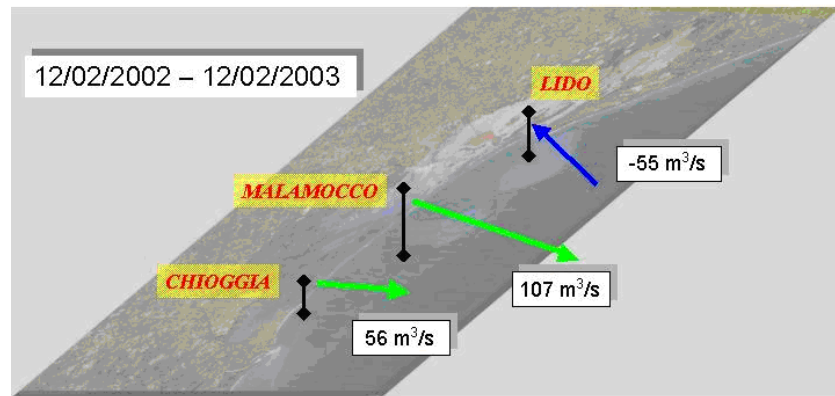 12/02/2002 – 12/02/2003
LIDO
-55 m³/s
MALAMOCCO
CHIOGGIA
107 m³/s
56 m³/s